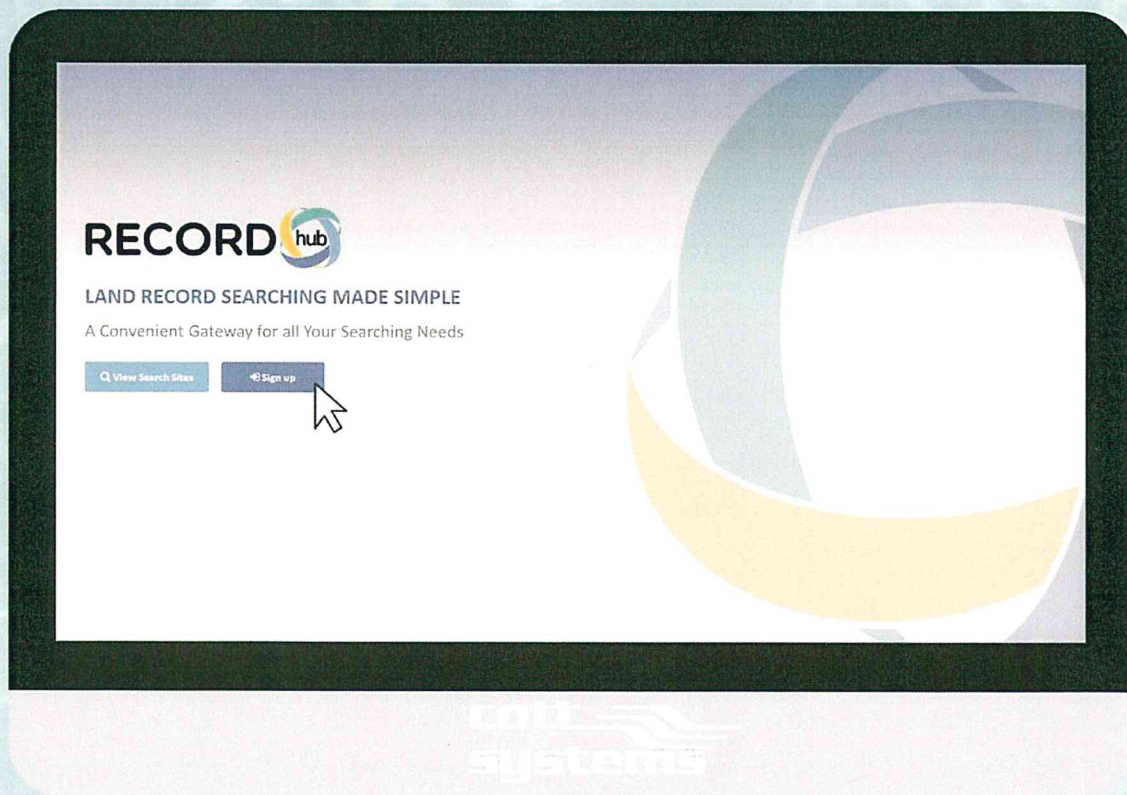 RECORD hub
LAND RECORD SEARCHING MADE SIMPLE
A Convenient Gateway for all Your Searching Needs
View Search Sites
Sign up
cott
systems